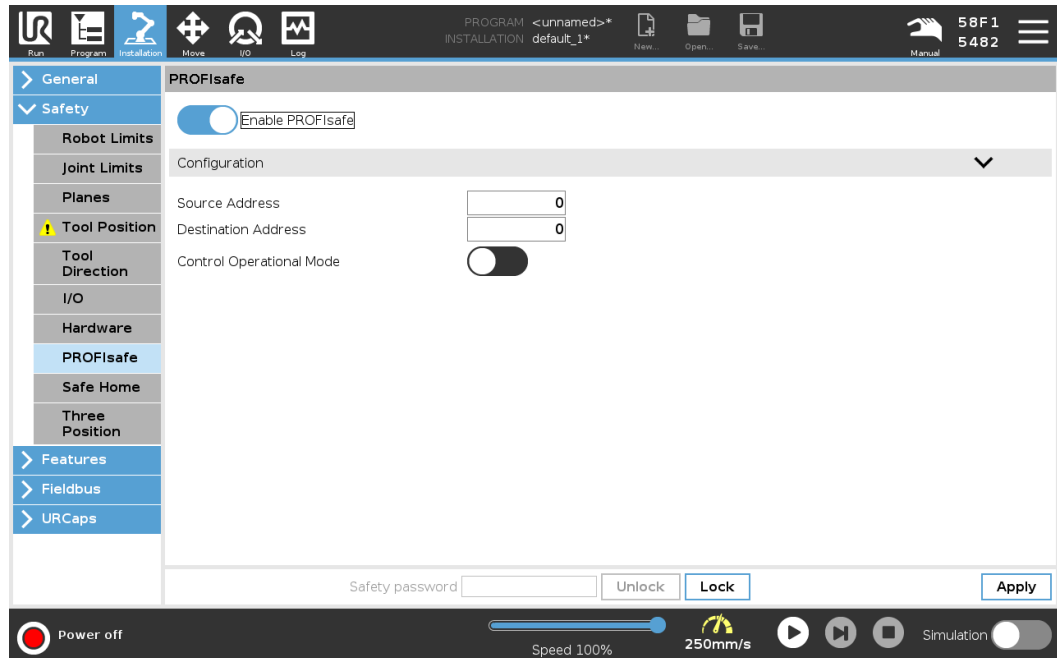 UR
Run
Program
Installation
Move
I/O
Log
PROGRAM <unnamed>*
INSTALLATION default_1*
New...
Open...
Save...
Manual
58F1
5482
General
Safety
Robot Limits
Joint Limits
Planes
Tool Position
Tool
Direction
I/O
Hardware
PROFIsafe
Safe Home
Three
Position
Features
Fieldbus
URCaps
PROFIsafe
Enable PROFIsafe
Configuration
Source Address 0
Destination Address 0
Control Operational Mode
Safety password Unlock Lock Apply
Power off
Speed 100%
250mm/s
Simulation